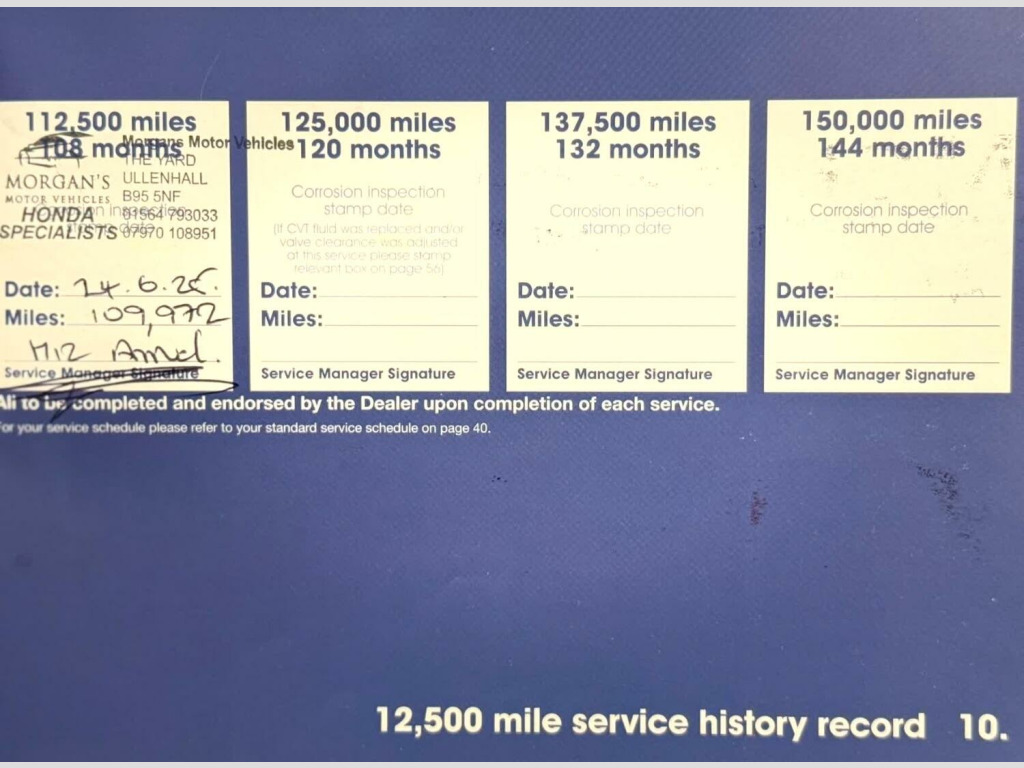 112,500 miles
108 months
Morgans Motor Vehicles
THE YARD
ULLENHALL
B95 5NF
01564 793033
07970 108951
MORGAN'S
MOTOR VEHICLES
HONDA
SPECIALISTS
Corrosion inspection
stamp date
Date:
Miles: 109,972
Service Manager Signature
125,000 miles
120 months
Corrosion inspection
stamp date
(If CVT fluid was replaced and/or
valve clearance was adjusted
at this service please stamp
relevant box on page 56)
Date:
Miles:
Service Manager Signature
137,500 miles
132 months
Corrosion inspection
stamp date
Date:
Miles:
Service Manager Signature
150,000 miles
144 months
Corrosion inspection
stamp date
Date:
Miles:
Service Manager Signature
All to be completed and endorsed by the Dealer upon completion of each service.
For your service schedule please refer to your standard service schedule on page 40.
12,500 mile service history record 10.